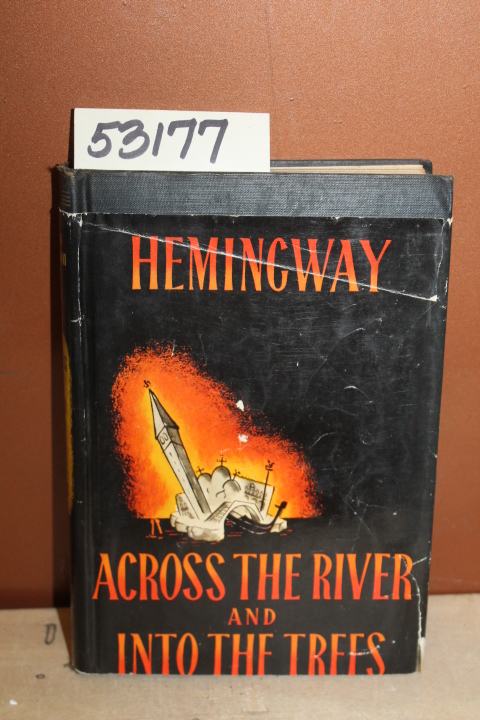 53177
HEMINGWAY
ACROSS THE RIVER
AND
INTO THE TREES